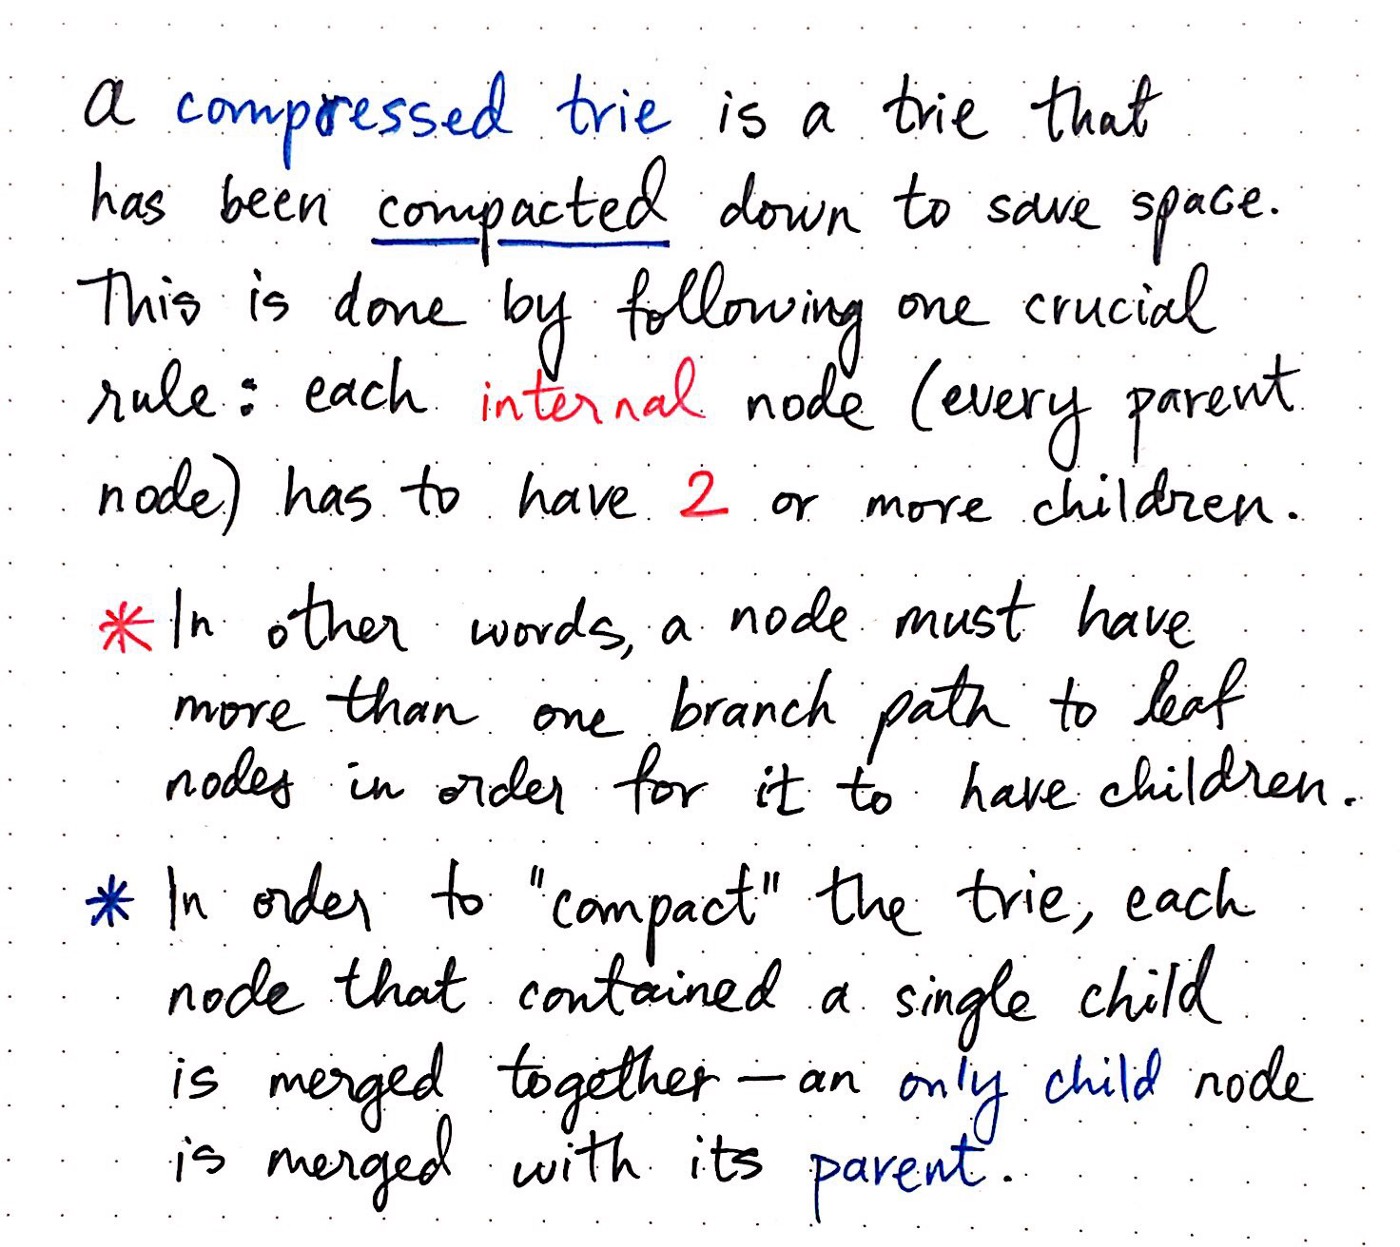 a compressed trie is a trie that
has been compacted down to save space.
This is done by following one crucial
rule: each internal node (every parent
node) has to have 2 or more children.
* In other words, a node must have
more than one branch path to leaf
nodes in order for it to have children.
* In order to "compact" the trie, each
node that contained a single child
is merged together — an only child node
is merged with its parent.